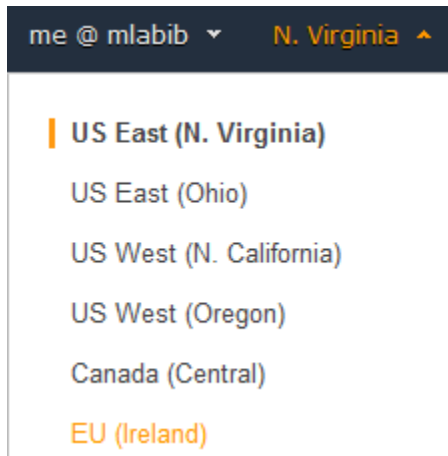 me @ mlabib N. Virginia
US East (N. Virginia)
US East (Ohio)
US West (N. California)
US West (Oregon)
Canada (Central)
EU (Ireland)